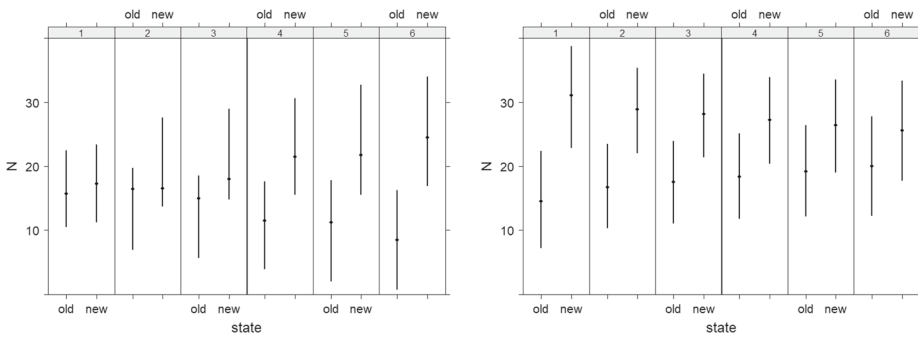 old new old new old new
1 2 3 4 5 6
30
20
10
N
old new old new old new
state
old new old new old new
1 2 3 4 5 6
30
20
10
N
old new old new old new
state